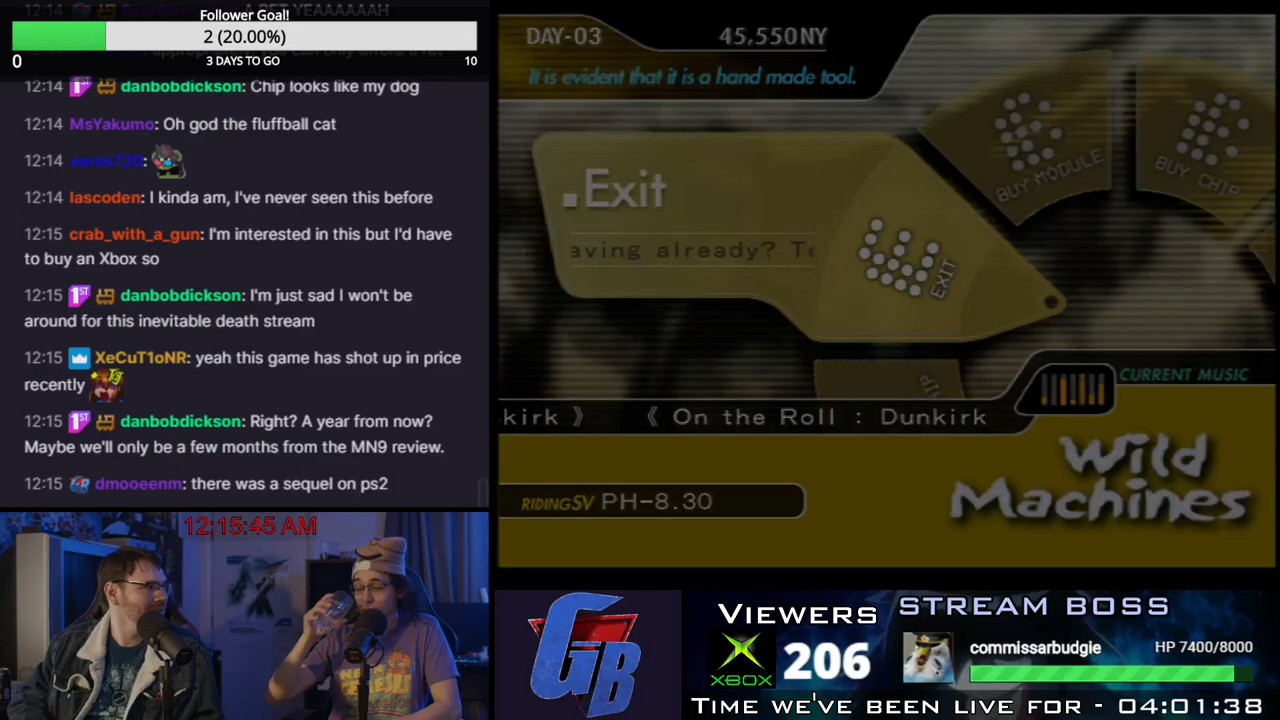 Follower Goal!
2 (20.00%)
0
3 DAYS TO GO
10
12:14 danbobdickson: Chip looks like my dog
12:14 MsYakumo: Oh god the fluffball cat
12:14 xeros720:
12:14 lascoden: I kinda am, I've never seen this before
12:15 crab_with_a_gun: I'm interested in this but I'd have
to buy an Xbox so
12:15 danbobdickson: I'm just sad I won't be
around for this inevitable death stream
12:15 XeCuT1oNR: yeah this game has shot up in price
recently
12:15 danbobdickson: Right? A year from now?
Maybe we'll only be a few months from the MN9 review.
12:15 dmooeenm: there was a sequel on ps2
12:15:45 AM
DAY-03
45,550NY
It is evident that it is a hand made tool.
Exit
aving already? To
EXIT
BUY MODULE
BUY CHIP
CURRENT MUSIC
kirk 》 《 On the Roll : Dunkirk
RIDINGSV PH-8.30
Wild
Machines
GB
VIEWERS
XBOX
206
STREAM BOSS
commissarbudgie
HP 7400/8000
TIME WE'VE BEEN LIVE FOR - 04:01:38